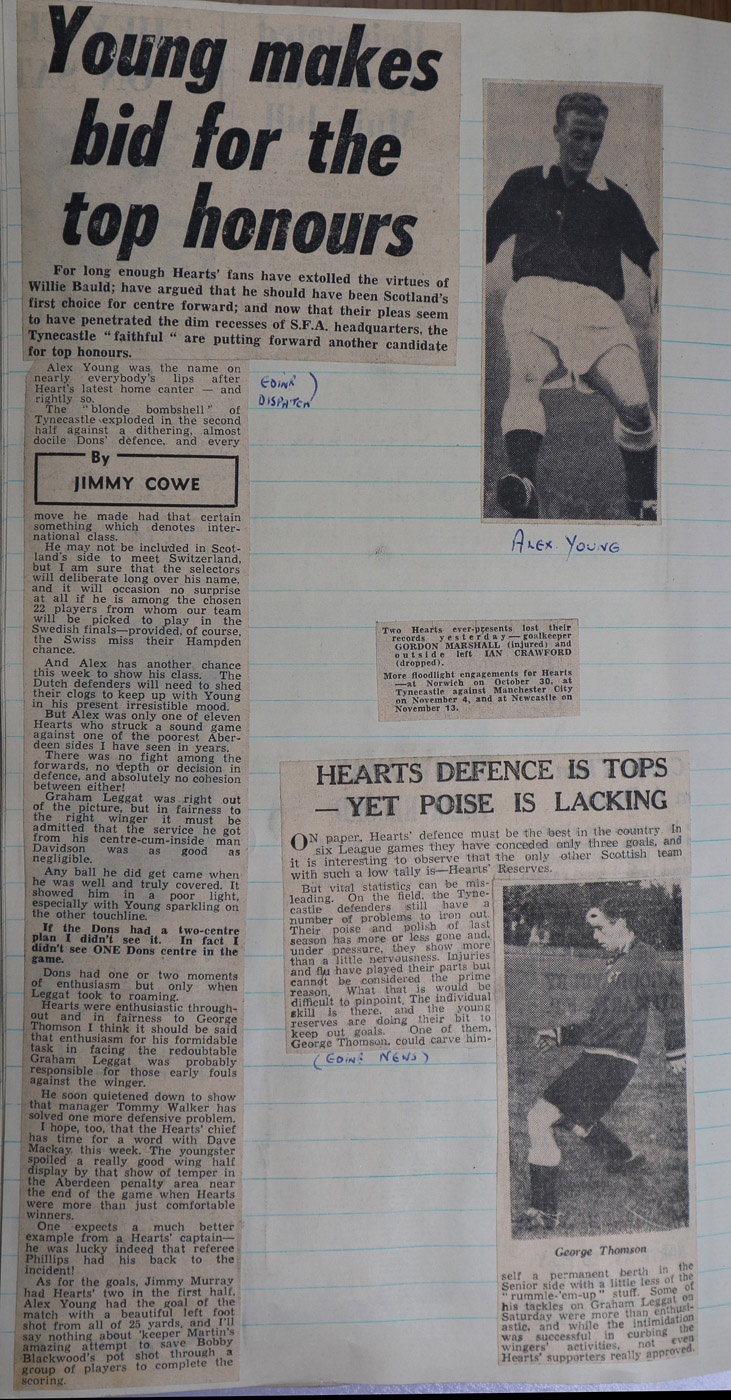 Young makes
bid for the
top honours
For long enough Hearts' fans have extolled the virtues of
Willie Bauld; have argued that he should have been Scotland's
first choice for centre forward; and now that their pleas seem
to have penetrated the dim recesses of S.F.A. headquarters, the
Tynecastle "faithful " are putting forward another candidate
for top honours.
Alex Young was the name on
nearly everybody's lips after
Heart's latest home canter — and
rightly so.
The "blonde bombshell" of
Tynecastle exploded in the second
half against a dithering, almost
docile Dons' defence, and every
By
JIMMY COWE
move he made had that certain
something which denotes inter-
national class.
He may not be included in Scot-
land's side to meet Switzerland,
but I am sure that the selectors
will deliberate long over his name,
and it will occasion no surprise
at all if he is among the chosen
22 players from whom our team
will be picked to play in the
Swedish finals—provided, of course,
the Swiss miss their Hampden
chance.
And Alex has another chance
this week to show his class. The
Dutch defenders will need to shed
their clogs to keep up with Young
in his present irresistible mood.
But Alex was only one of eleven
Hearts who struck a sound game
against one of the poorest Aber-
deen sides I have seen in years.
There was no fight among the
forwards, no depth or decision in
defence, and absolutely no cohesion
between either!
Graham Leggat was right out
of the picture, but in fairness to
the right winger it must be
admitted that the service he got
from his centre-cum-inside man
Davidson was as good as
negligible.
Any ball he did get came when
he was well and truly covered. It
showed him in a poor light,
especially with Young sparkling on
the other touchline.
If the Dons had a two-centre
plan I didn't see it. In fact I
didn't see ONE Dons centre in the
game.
Dons had one or two moments
of enthusiasm but only when
Leggat took to roaming.
Hearts were enthusiastic through-
out and in fairness to George
Thomson I think it should be said
that enthusiasm for his formidable
task in facing the redoubtable
Graham Leggat was probably
responsible for those early fouls
against the winger.
He soon quietened down to show
that manager Tommy Walker has
solved one more defensive problem.
I hope, too, that the Hearts' chief
has time for a word with Dave
Mackay, this week. The youngster
spoiled a really good wing half
display by that show of temper in
the Aberdeen penalty area near
the end of the game when Hearts
were more than just comfortable
winners.
One expects a much better
example from a Hearts' captain—
he was lucky indeed that referee
Phillips had his back to the
incident!
As for the goals, Jimmy Murray
had Hearts' two in the first half,
Alex Young had the goal of the
match with a beautiful left foot
shot from all of 25 yards, and I'll
say nothing about 'keeper Martin's
amazing attempt to save Bobby
Blackwood's pot shot through a
group of players to complete the
scoring.
EDINR )
DISPATCH
ALEX. YOUNG
Two Hearts ever-presents lost their
records yesterday — goalkeeper
GORDON MARSHALL (injured) and
outside left IAN CRAWFORD
(dropped).
More floodlight engagements for Hearts
—at Norwich on October 30, at
Tynecastle against Manchester City
on November 4, and at Newcastle on
November 13.
HEARTS DEFENCE IS TOPS
— YET POISE IS LACKING
ON paper, Hearts' defence must be the best in the country. In
six League games they have conceded only three goals, and
it is interesting to observe that the only other Scottish team
with such a low tally is—Hearts' Reserves.
But vital statistics can be mis-
leading. On the field, the Tyne-
castle defenders still have a
number of problems to iron out.
Their poise and polish of last
season has more or less gone and,
under pressure, they show more
than a little nervousness. Injuries
and flu have played their parts but
cannot be considered the prime
reason. What that is would be
difficult to pinpoint. The individual
skill is there, and the young
reserves are doing their bit to
keep out goals. One of them,
George Thomson, could carve him-
(EDINR NEWS)
George Thomson
self a permanent berth in the
Senior side with a little less of the
"rummle-'em-up" stuff. Some of
his tackles on Graham Leggat on
Saturday were more than enthusi-
astic, and while the intimidation
was successful in curbing the
wingers' activities, not even
Hearts' supporters really approved.